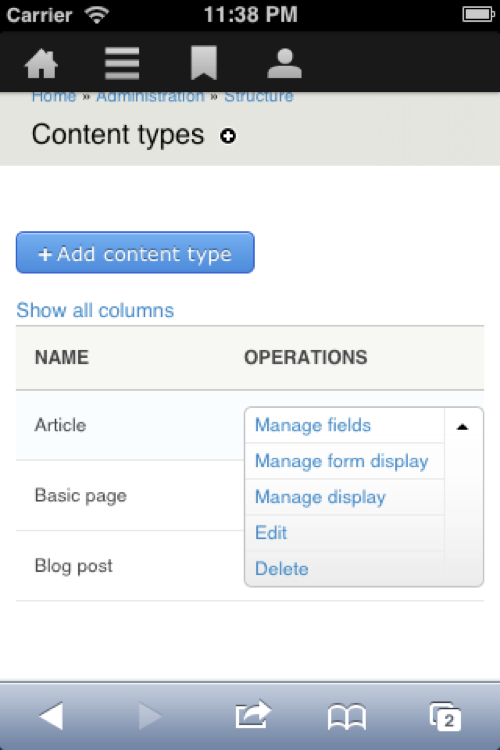 Carrier 11:38 PM
Home » Administration » Structure
Content types
+ Add content type
Show all columns
NAME OPERATIONS
Article Manage fields
Manage form display
Basic page Manage display
Edit
Blog post Delete
2